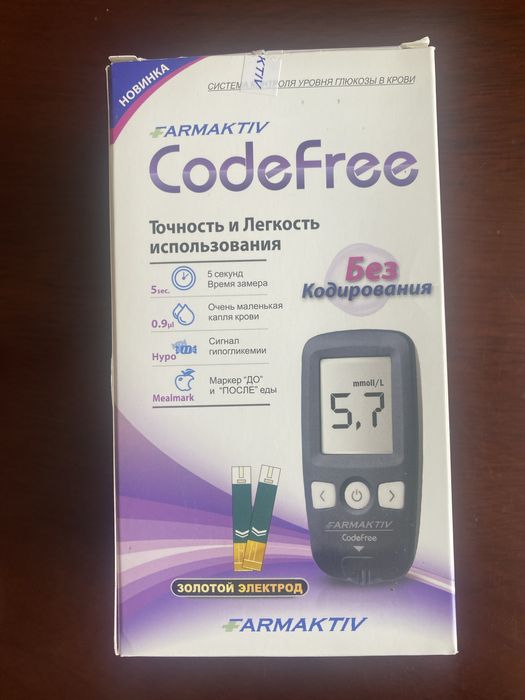 НОВИНКА
СИСТЕМА КОНТРОЛЯ УРОВНЯ ГЛЮКОЗЫ В КРОВИ
KTIV
FARMAKTIV
CodeFree
Точность и Легкость
использования
5sec.
5 секунд
Время замера
0.9µl
Очень маленькая
капля крови
Hypo
Сигнал
гипогликемии
Mealmark
Маркер "ДО"
и "ПОСЛЕ" еды
Без
Кодирования
mmoll/L
5,7
FARMAKTIV
CodeFree
ЗОЛОТОЙ ЭЛЕКТРОД
FARMAKTIV